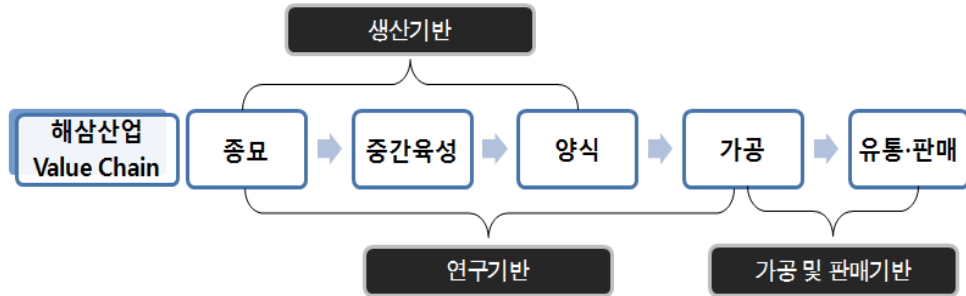 생산기반
해삼산업
Value Chain
종묘
중간육성
양식
가공
유통·판매
연구기반
가공 및 판매기반